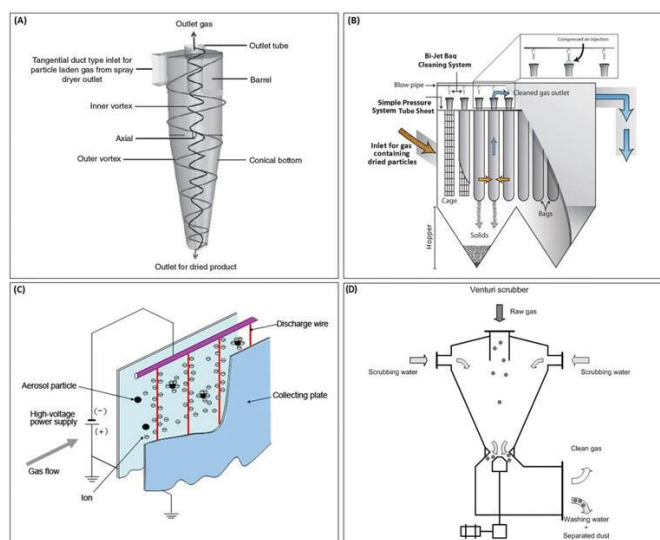 (A)
Outlet gas
Outlet tube
Tangential duct type inlet for
particle laden gas from spray
dryer outlet
Barrel
Inner vortex
Axial
Outer vortex
Conical bottom
Outlet for dried product
(B)
Compressed air injection
Bi-Jet Bag
Cleaning System
Blow pipe
Cleaned gas outlet
Simple Pressure
System
Tube Sheet
Inlet for gas
containing
dried particles
Cage
Bags
Solids
Hopper
(C)
Discharge wire
Aerosol particle
Collecting plate
High-voltage
power supply
(−)
(+)
Gas flow
Ion
(D)
Venturi scrubber
Raw gas
Scrubbing water
Scrubbing water
Clean gas
Washing water
+
Separated dust